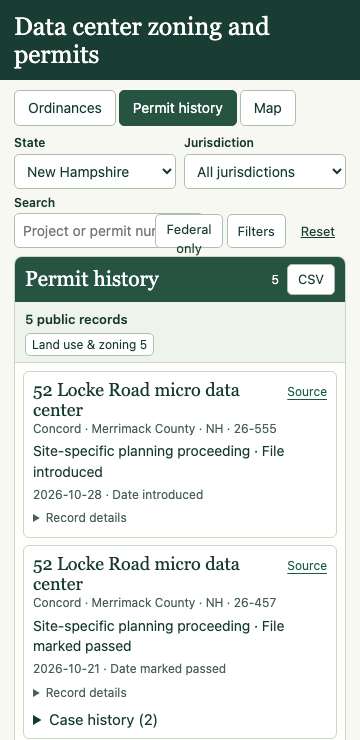 Data center zoning and
permits
Ordinances
Permit history
Map
State
Jurisdiction
New Hampshire
All jurisdictions
Search
Project or permit nur
Federal
only
Filters
Reset
Permit history
5
CSV
5 public records
Land use & zoning 5
52 Locke Road micro data
center
Source
Concord · Merrimack County · NH · 26-555
Site-specific planning proceeding · File
introduced
2026-10-28 · Date introduced
Record details
52 Locke Road micro data
center
Source
Concord · Merrimack County · NH · 26-457
Site-specific planning proceeding · File
marked passed
2026-10-21 · Date marked passed
Record details
Case history (2)